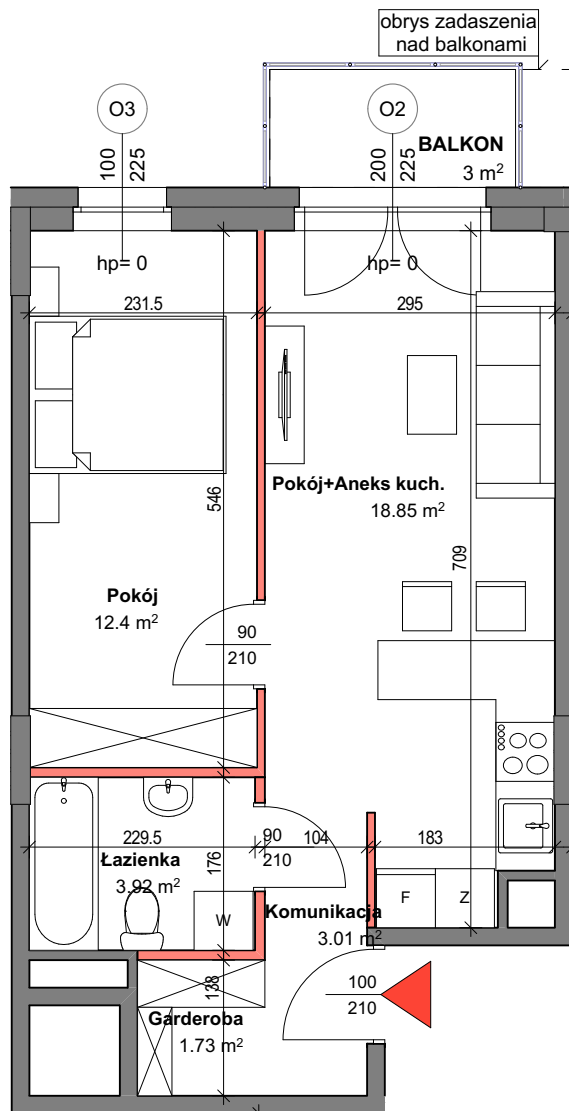 obrys zadaszenia
nad balkonami
O3
O2
100
225
200
225
BALKON
3 m²
hp= 0
hp= 0
231.5
295
546
709
Pokój+Aneks kuch.
18.85 m²
Pokój
12.4 m²
90
210
229.5
90
210
104
183
176
Łazienka
3.92 m²
W
F
Z
Komunikacja
3.01 m²
138
100
210
Garderoba
1.73 m²